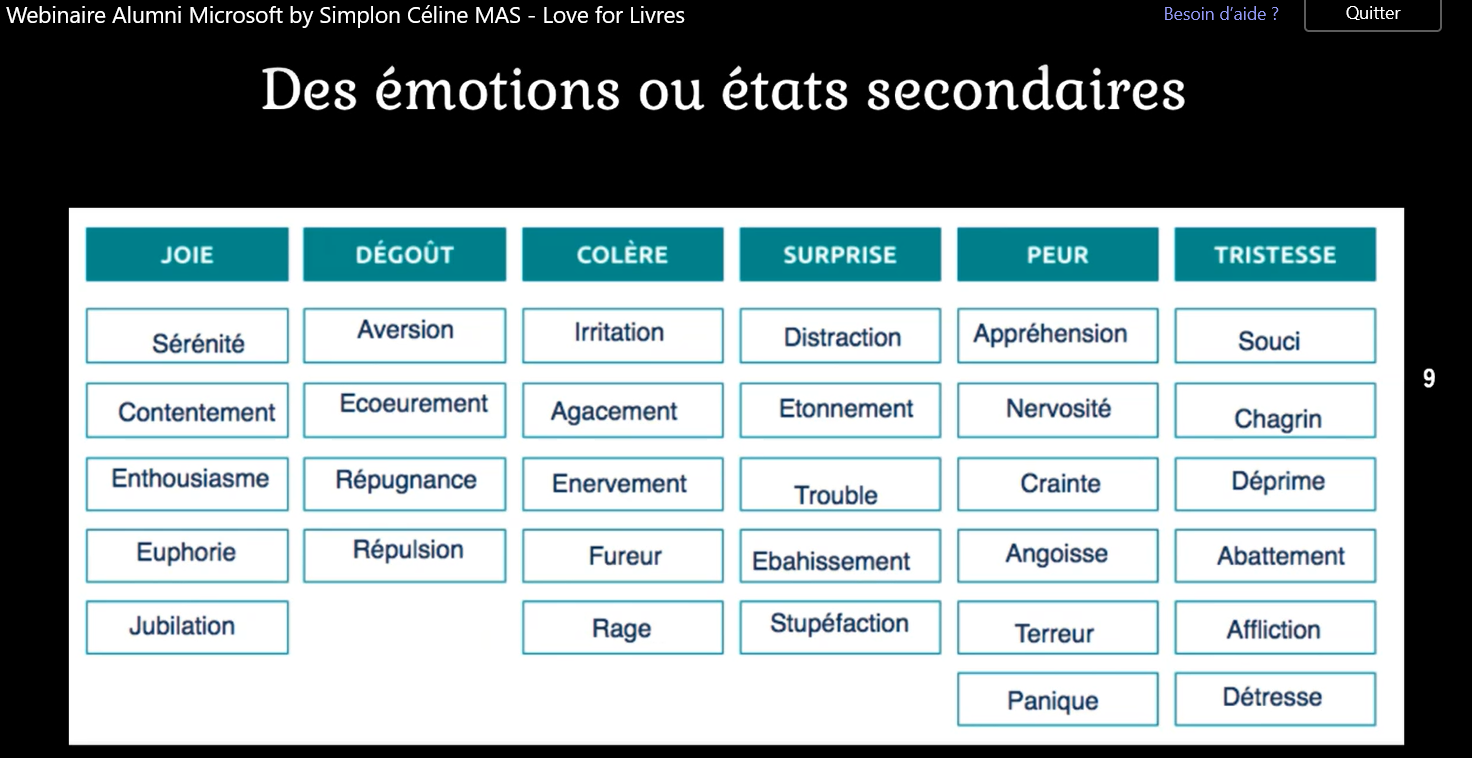 Webinaire Alumni Microsoft by Simplon Céline MAS - Love for Livres
Besoin d'aide ?
Quitter
Des émotions ou états secondaires
JOIE DÉGOÛT COLÈRE SURPRISE PEUR TRISTESSE
Sérénité Aversion Irritation Distraction Appréhension Souci
Contentement Ecoeurement Agacement Etonnement Nervosité Chagrin
9
Enthousiasme Répugnance Enervement Trouble Crainte Déprime
Euphorie Répulsion Fureur Ebahissement Angoisse Abattement
Jubilation Rage Stupéfaction Terreur Affliction
Panique Détresse